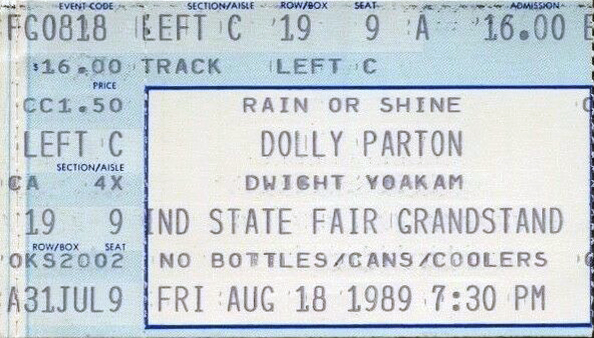 EVENT CODE SECTION/AISLE ROW/BOX SEAT ADMISSION
FG0818 LEFT C 19 9 A 16.00
$16.00 TRACK LEFT C
PRICE
CC1.50 RAIN OR SHINE
LEFT C DOLLY PARTON
SECTION/AISLE
CA 4X DWIGHT YOAKAM
19 9 IND STATE FAIR GRANDSTAND
ROW/BOX SEAT
OKS2002 NO BOTTLES/CANS/COOLERS
A31JUL9 FRI AUG 18 1989 7:30 PM